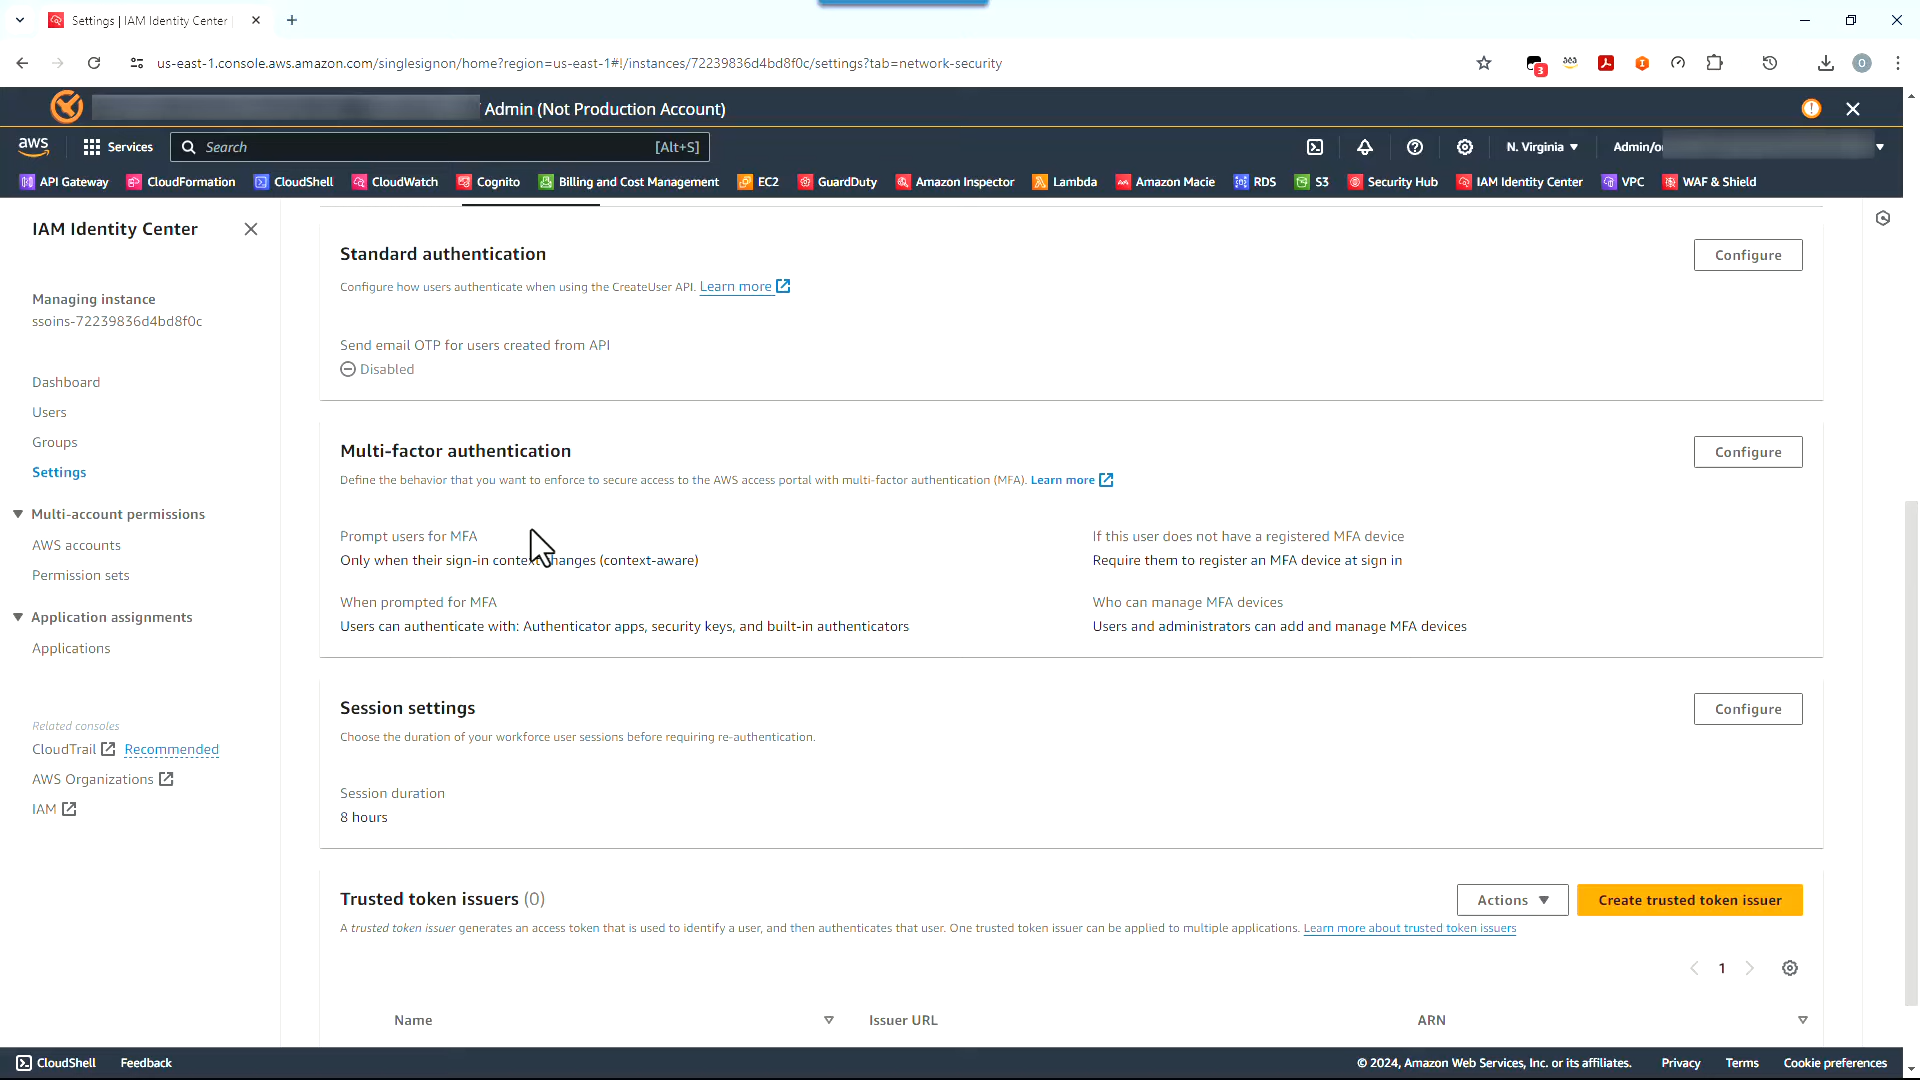 Settings | IAM Identity Center
us-east-1.console.aws.amazon.com/singlesignon/home?region=us-east-1#!/instances/72239836d4bd8f0c/settings?tab=network-security
3
aea
O
Admin (Not Production Account)
aws
Services
Search
[Alt+S]
N. Virginia
Admin/o
API Gateway
CloudFormation
CloudShell
CloudWatch
Cognito
Billing and Cost Management
EC2
GuardDuty
Amazon Inspector
Lambda
Amazon Macie
RDS
S3
Security Hub
IAM Identity Center
VPC
WAF & Shield
IAM Identity Center
Managing instance
ssoins-72239836d4bd8f0c
Dashboard
Users
Groups
Settings
Multi-account permissions
AWS accounts
Permission sets
Application assignments
Applications
Related consoles
CloudTrail Recommended
AWS Organizations
IAM
Standard authentication
Configure
Configure how users authenticate when using the CreateUser API. Learn more
Send email OTP for users created from API
Disabled
Multi-factor authentication
Configure
Define the behavior that you want to enforce to secure access to the AWS access portal with multi-factor authentication (MFA). Learn more
Prompt users for MFA
Only when their sign-in context changes (context-aware)
If this user does not have a registered MFA device
Require them to register an MFA device at sign in
When prompted for MFA
Users can authenticate with: Authenticator apps, security keys, and built-in authenticators
Who can manage MFA devices
Users and administrators can add and manage MFA devices
Session settings
Configure
Choose the duration of your workforce user sessions before requiring re-authentication.
Session duration
8 hours
Trusted token issuers (0)
Actions
Create trusted token issuer
A trusted token issuer generates an access token that is used to identify a user, and then authenticates that user. One trusted token issuer can be applied to multiple applications. Learn more about trusted token issuers
1
Name
Issuer URL
ARN
CloudShell
Feedback
© 2024, Amazon Web Services, Inc. or its affiliates.
Privacy
Terms
Cookie preferences